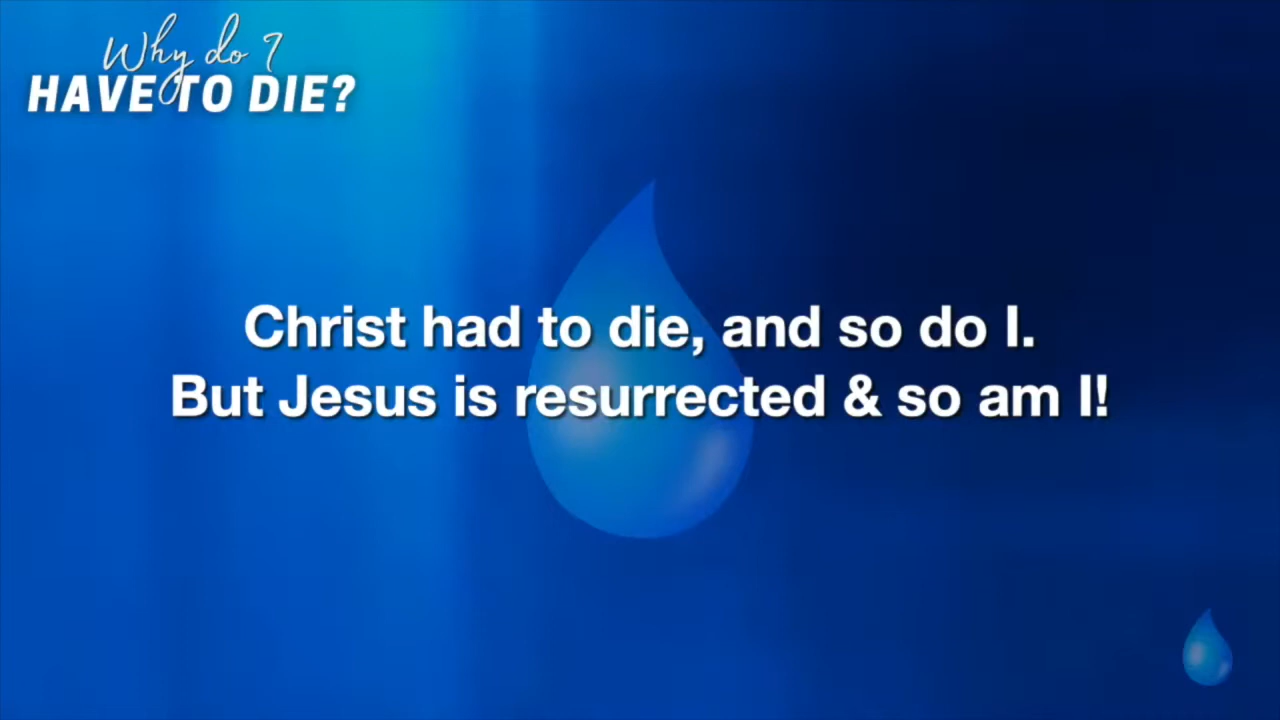 Why do I
HAVE TO DIE?
Christ had to die, and so do I.
But Jesus is resurrected & so am I!